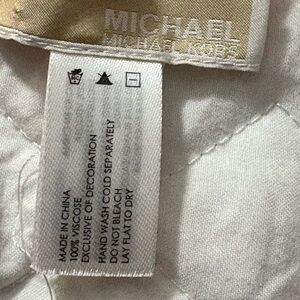 MICHAEL
MICHAEL KORS
MADE IN CHINA
100% VISCOSE
EXCLUSIVE OF DECORATION
HAND WASH COLD SEPARATELY
DO NOT BLEACH
LAY FLAT TO DRY